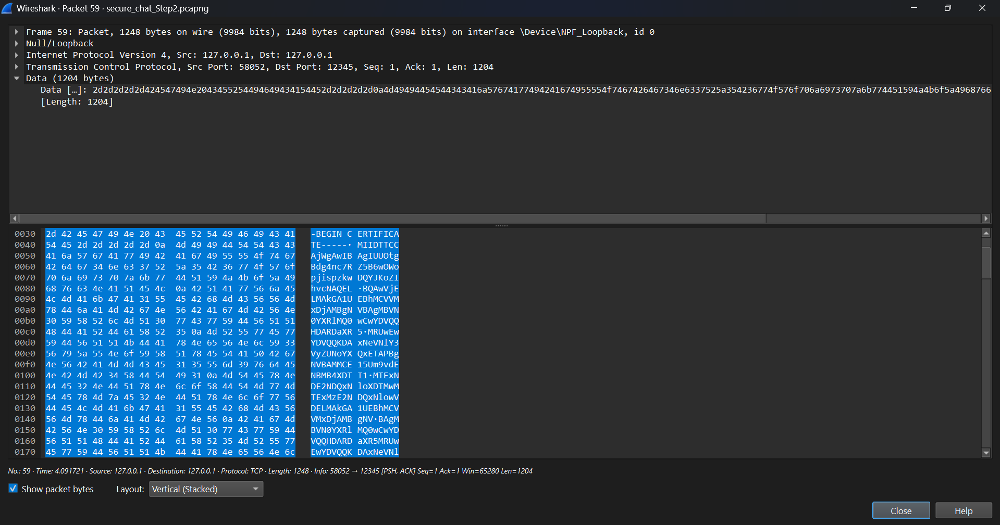 Wireshark · Packet 59 · secure_chat_Step2.pcapng
Frame 59: Packet, 1248 bytes on wire (9984 bits), 1248 bytes captured (9984 bits) on interface \Device\NPF_Loopback, id 0
Null/Loopback
Internet Protocol Version 4, Src: 127.0.0.1, Dst: 127.0.0.1
Transmission Control Protocol, Src Port: 58052, Dst Port: 12345, Seq: 1, Ack: 1, Len: 1204
Data (1204 bytes)
Data […]: 2d2d2d2d2d424547494e2043455254494649434154452d2d2d2d2d0a4d494944545443434164a57674177494241674955554f7467426467346e6337525a354236774f576f706a6973707a6b774451594a4b6f5a4968766
[Length: 1204]
0030 2d 42 45 47 49 4e 20 43 45 52 54 49 46 49 43 41 -BEGIN C ERTIFICA
0040 54 45 2d 2d 2d 2d 2d 0a 4d 49 49 44 54 54 43 43 TE-----· MIIDTTCC
0050 41 6a 57 67 41 77 49 42 41 67 49 55 55 4f 74 67 AjWgAwIB AgIUUOtg
0060 42 64 67 34 6e 63 37 52 5a 35 42 36 77 4f 57 6f Bdg4nc7R Z5B6wOWo
0070 70 6a 69 73 70 7a 6b 77 44 51 59 4a 4b 6f 5a 49 pjispzkw DQYJKoZI
0080 68 76 63 4e 41 51 45 4c 0a 42 51 41 77 56 6a 45 hvcNAQEL ·BQAwVjE
0090 4c 4d 41 6b 47 41 31 55 45 42 68 4d 43 56 56 4d LMAkGA1U EBhMCVVM
00a0 78 44 6a 41 4d 42 67 4e 56 42 41 67 4d 42 56 4e xDjAMBgN VBAgMBVN
00b0 30 59 58 52 6c 4d 51 30 77 43 77 59 44 56 51 51 0YXRlMQ0 wCwYDVQQ
00c0 48 44 41 52 44 61 58 52 35 0a 4d 52 55 77 45 77 HDARDaXR 5·MRUwEw
00d0 59 44 56 51 51 4b 44 41 78 4e 65 56 4e 6c 59 33 YDVQQKDA xNeVNlY3
00e0 56 79 5a 55 4e 6f 59 58 51 78 45 54 41 50 42 67 VyZUNoYX QxETAPBg
00f0 4e 56 42 41 4d 4d 43 45 31 35 55 6d 39 76 64 45 NVBAMMCE 15Um9vdE
0100 4e 42 4d 42 34 58 44 54 49 31 0a 4d 54 45 78 4e NBMB4XDT I1·MTExN
0110 44 45 32 4e 44 51 78 4e 6c 6f 58 44 54 4d 77 4d DE2NDQxN loXDTMwM
0120 54 45 78 4d 7a 45 32 4e 44 51 78 4e 6c 6f 77 56 TExMzE2N DQxNlowV
0130 44 45 4c 4d 41 6b 47 41 31 55 45 42 68 4d 43 56 DELMAkGA 1UEBhMCV
0140 56 4d 78 44 6a 41 4d 42 67 4e 56 0a 42 41 67 4d VMxDjAMB gNV·BAgM
0150 42 56 4e 30 59 58 52 6c 4d 51 30 77 43 77 59 44 BVN0YXRl MQ0wCwYD
0160 56 51 51 48 44 41 52 44 61 58 52 35 4d 52 55 77 VQQHDARD aXR5MRUw
0170 45 77 59 44 56 51 51 4b 44 41 78 4e 65 56 4e 6c EwYDVQQK DAxNeVNl
No.: 59 · Time: 4.091721 · Source: 127.0.0.1 · Destination: 127.0.0.1 · Protocol: TCP · Length: 1248 · Info: 58052 → 12345 [PSH, ACK] Seq=1 Ack=1 Win=65280 Len=1204
Show packet bytes Layout: Vertical (Stacked)
Close Help